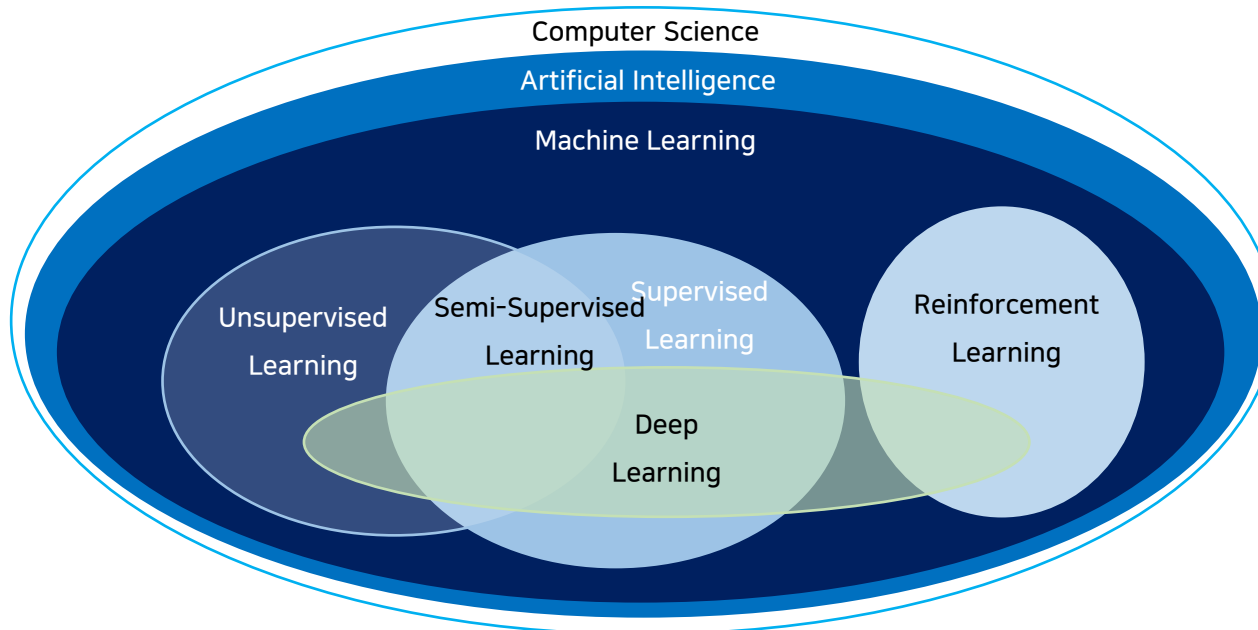 Computer Science
Artificial Intelligence
Machine Learning
Unsupervised
Learning
Semi-Supervised
Learning
Supervised
Learning
Reinforcement
Learning
Deep
Learning